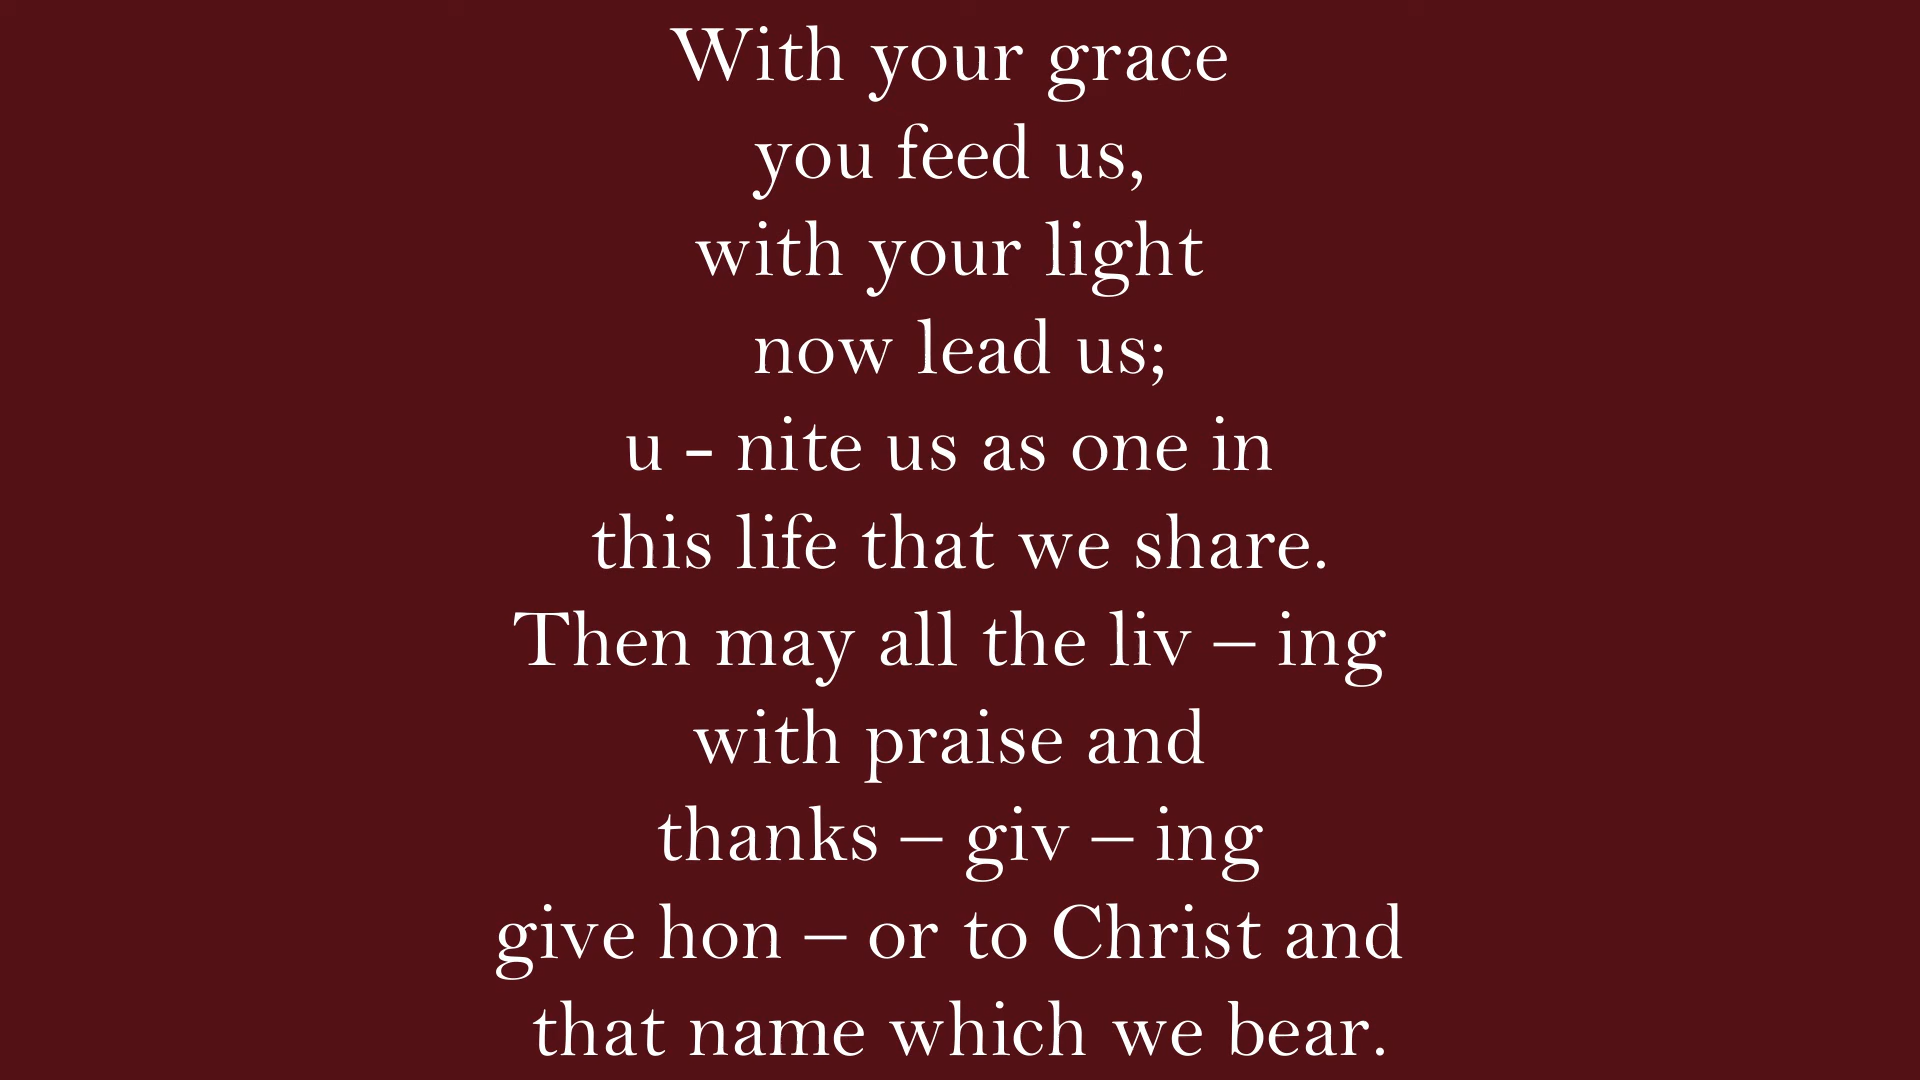 With your grace
you feed us,
with your light
now lead us;
u - nite us as one in
this life that we share.
Then may all the liv – ing
with praise and
thanks – giv – ing
give hon – or to Christ and
that name which we bear.